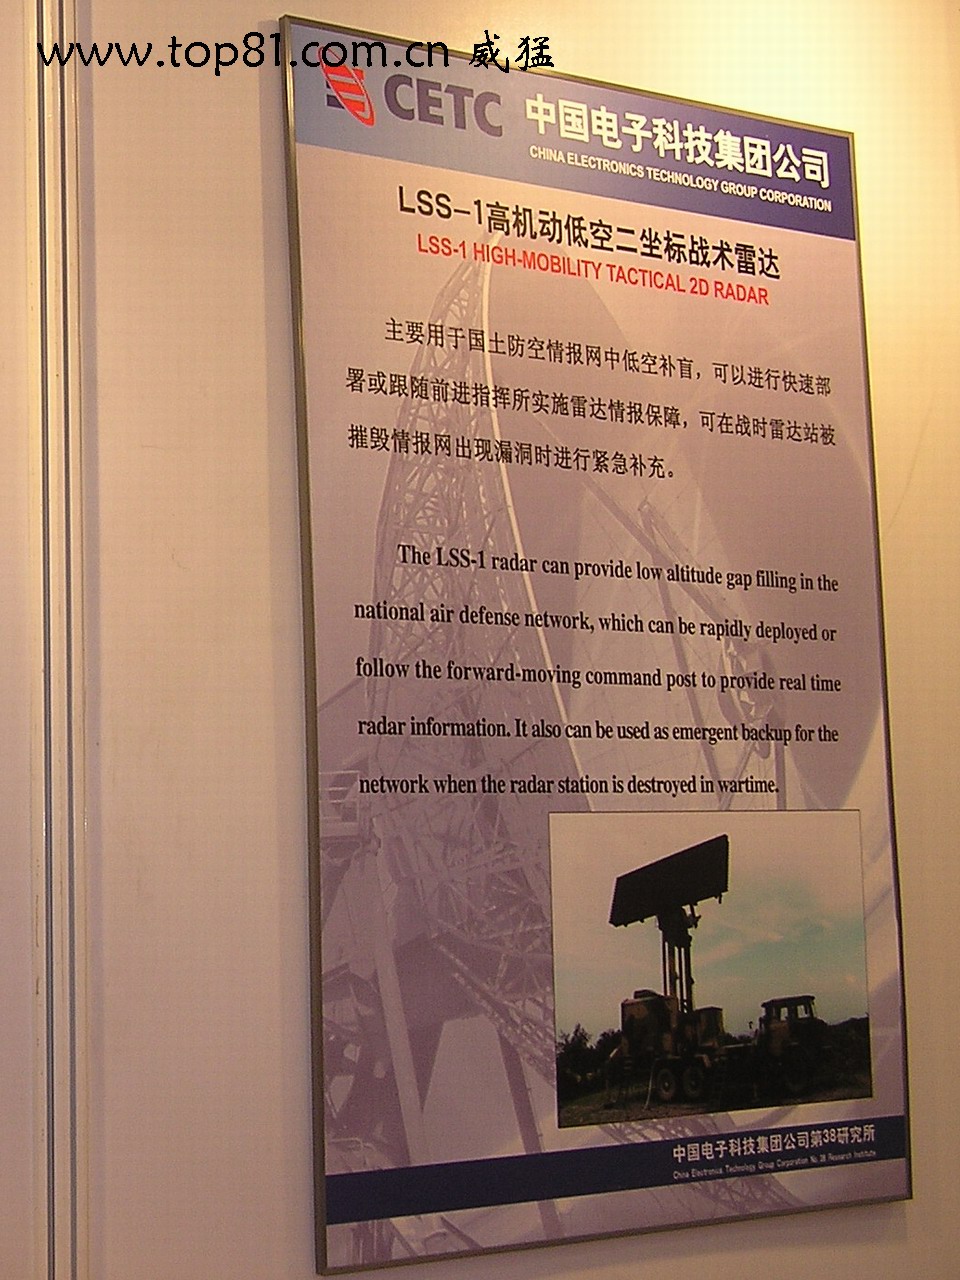 www.top81.com.cn 威猛
CETC 中国电子科技集团公司
CHINA ELECTRONICS TECHNOLOGY GROUP CORPORATION
LSS-1高机动低空二坐标战术雷达
LSS-1 HIGH-MOBILITY TACTICAL 2D RADAR
主要用于国土防空情报网中低空补盲，可以进行快速部
署或跟随前进指挥所实施雷达情报保障，可在战时雷达站被
摧毁情报网出现漏洞时进行紧急补充。
The LSS-1 radar can provide low altitude gap filling in the
national air defense network, which can be rapidly deployed or
follow the forward-moving command post to provide real time
radar information. It also can be used as emergent backup for the
network when the radar station is destroyed in wartime.
中国电子科技集团公司第38研究所
China Electronics Technology Group Corporation No.38 Research Institute